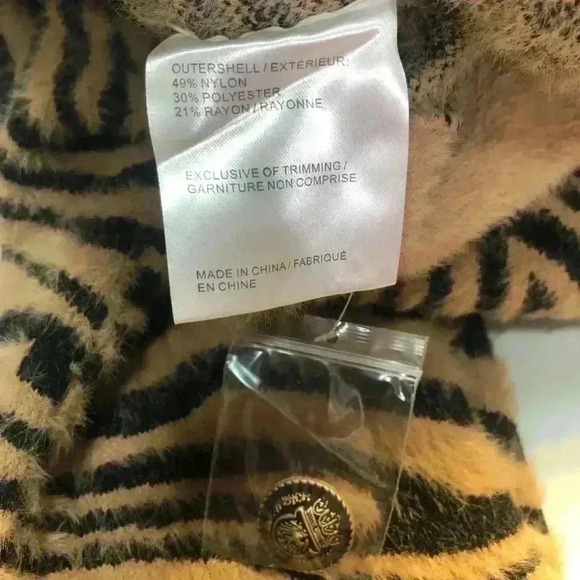 OUTERSHELL / EXTÉRIEUR:
49% NYLON
30% POLYESTER
21% RAYON / RAYONNE
EXCLUSIVE OF TRIMMING /
GARNITURE NON COMPRISE
MADE IN CHINA / FABRIQUÉ
EN CHINE